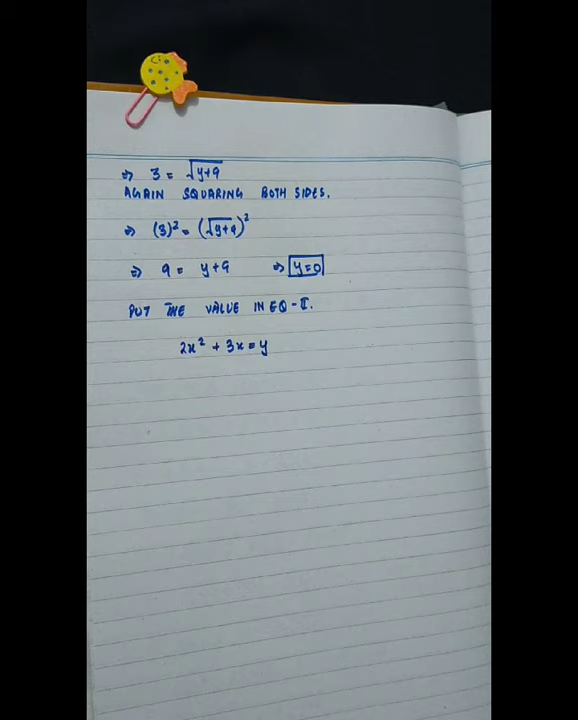 ⇒ 3 = √y+9
AGAIN SQUARING BOTH SIDES.
⇒ (3)² = (√y+9)²
⇒ 9 = y+9 ⇒ y=0
PUT THE VALUE IN EQ-I.
2x² + 3x = y